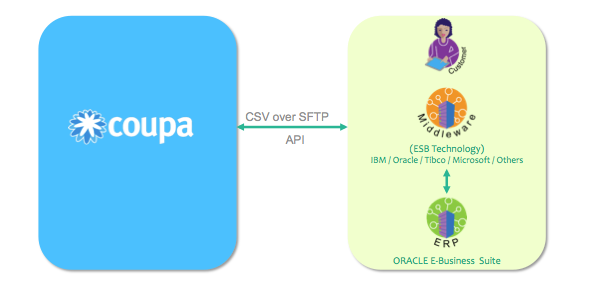 coupa
CSV over SFTP
API
Customer
Middleware
(ESB Technology)
IBM / Oracle / Tibco / Microsoft / Others
ERP
ORACLE E-Business Suite